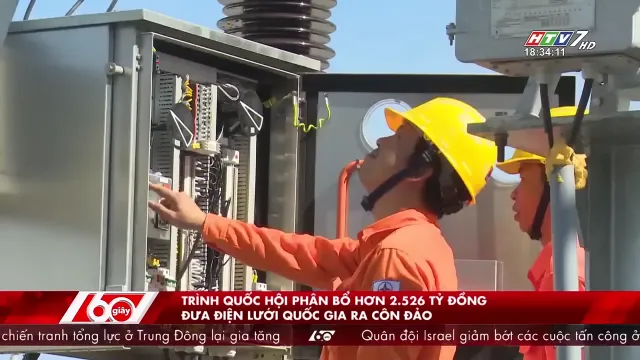 HTV7 HD
18:34:11
60 giây
TRÌNH QUỐC HỘI PHÂN BỔ HƠN 2.526 TỶ ĐỒNG
ĐƯA ĐIỆN LƯỚI QUỐC GIA RA CÔN ĐẢO
chiến tranh tổng lực ở Trung Đông lại gia tăng 60giây Quân đội Israel giảm bớt các cuộc tấn công ở